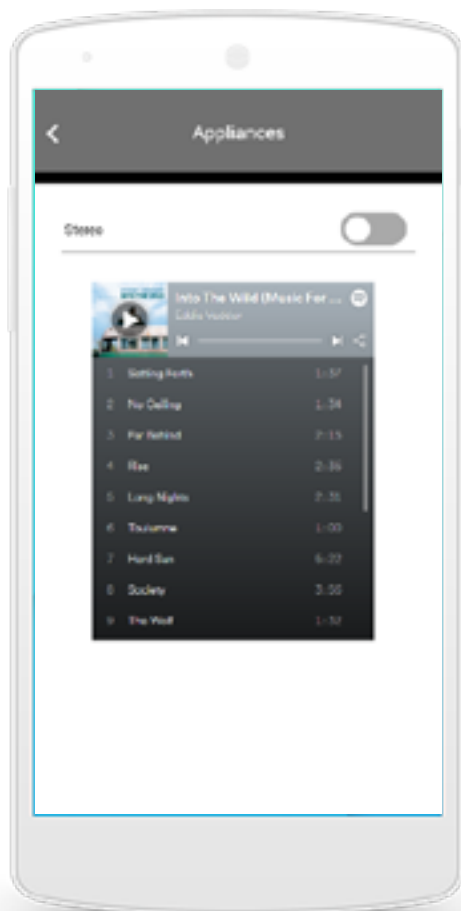 Appliances
Stereo
Into The Wild (Music For ...
Eddie Vedder
1 Setting Forth 1:37
2 No Ceiling 1:34
3 Far Behind 2:15
4 Rise 2:36
5 Long Nights 2:31
6 Tuolumne 1:00
7 Hard Sun 5:22
8 Society 3:56
9 The Wolf 1:32